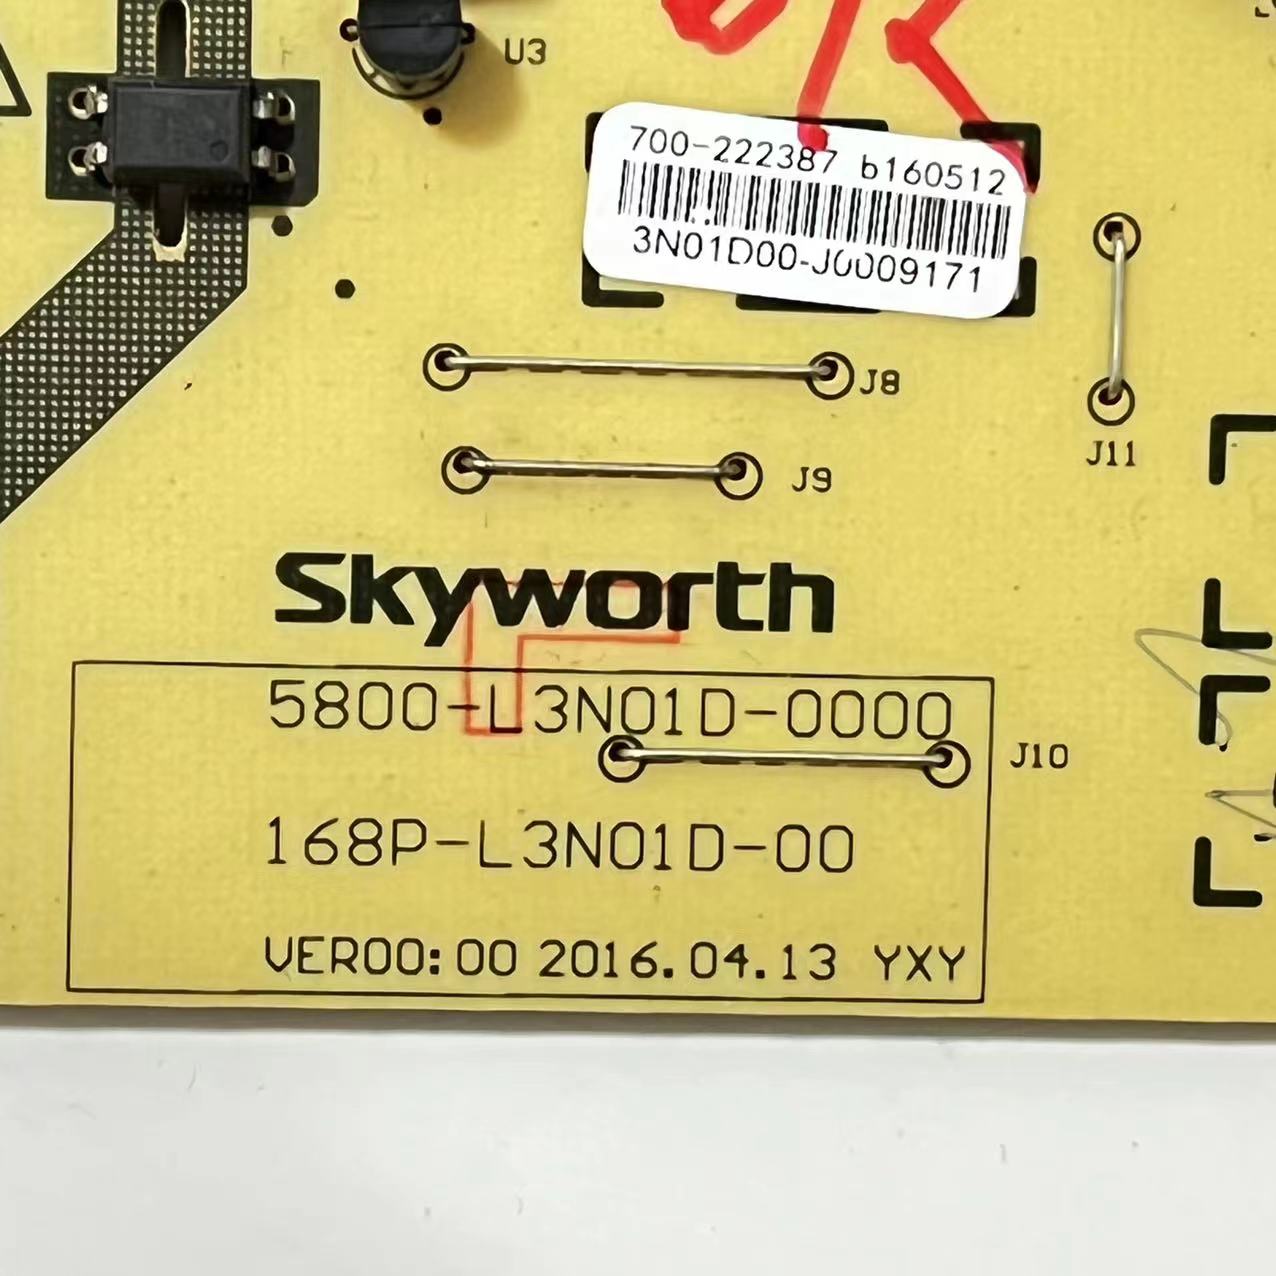 OK
U3
700-222387 b160512
3N01D00-J0009171
J8
J11
J9
Skyworth
5800-L3N01D-0000
J10
168P-L3N01D-00
VER00:00 2016.04.13 YXY